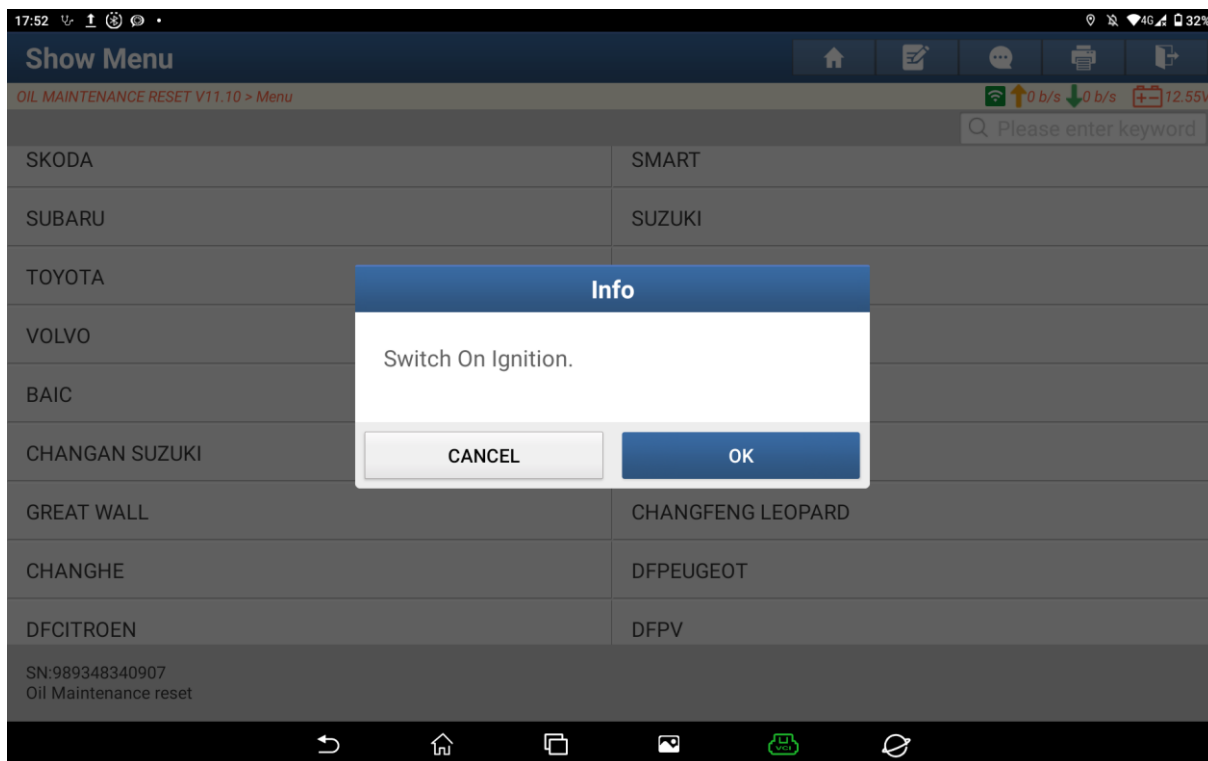 17:52 4G 32%
Show Menu
OIL MAINTENANCE RESET V11.10 > Menu 0 b/s 0 b/s 12.55V
Please enter keyword
SKODA SMART
SUBARU SUZUKI
TOYOTA
Info
VOLVO
Switch On Ignition.
BAIC
CHANGAN SUZUKI
CANCEL OK
GREAT WALL CHANGFENG LEOPARD
CHANGHE DFPEUGEOT
DFCITROEN DFPV
SN:989348340907
Oil Maintenance reset
VCI